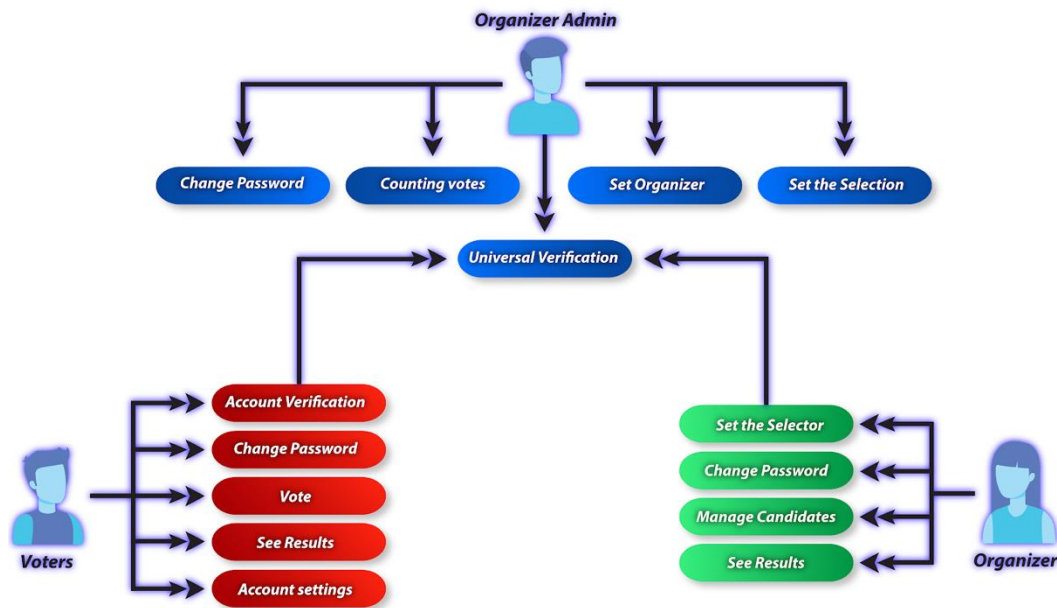 Organizer Admin
Change Password
Counting votes
Set Organizer
Set the Selection
Universal Verification
Account Verification
Change Password
Vote
See Results
Account settings
Voters
Set the Selector
Change Password
Manage Candidates
See Results
Organizer